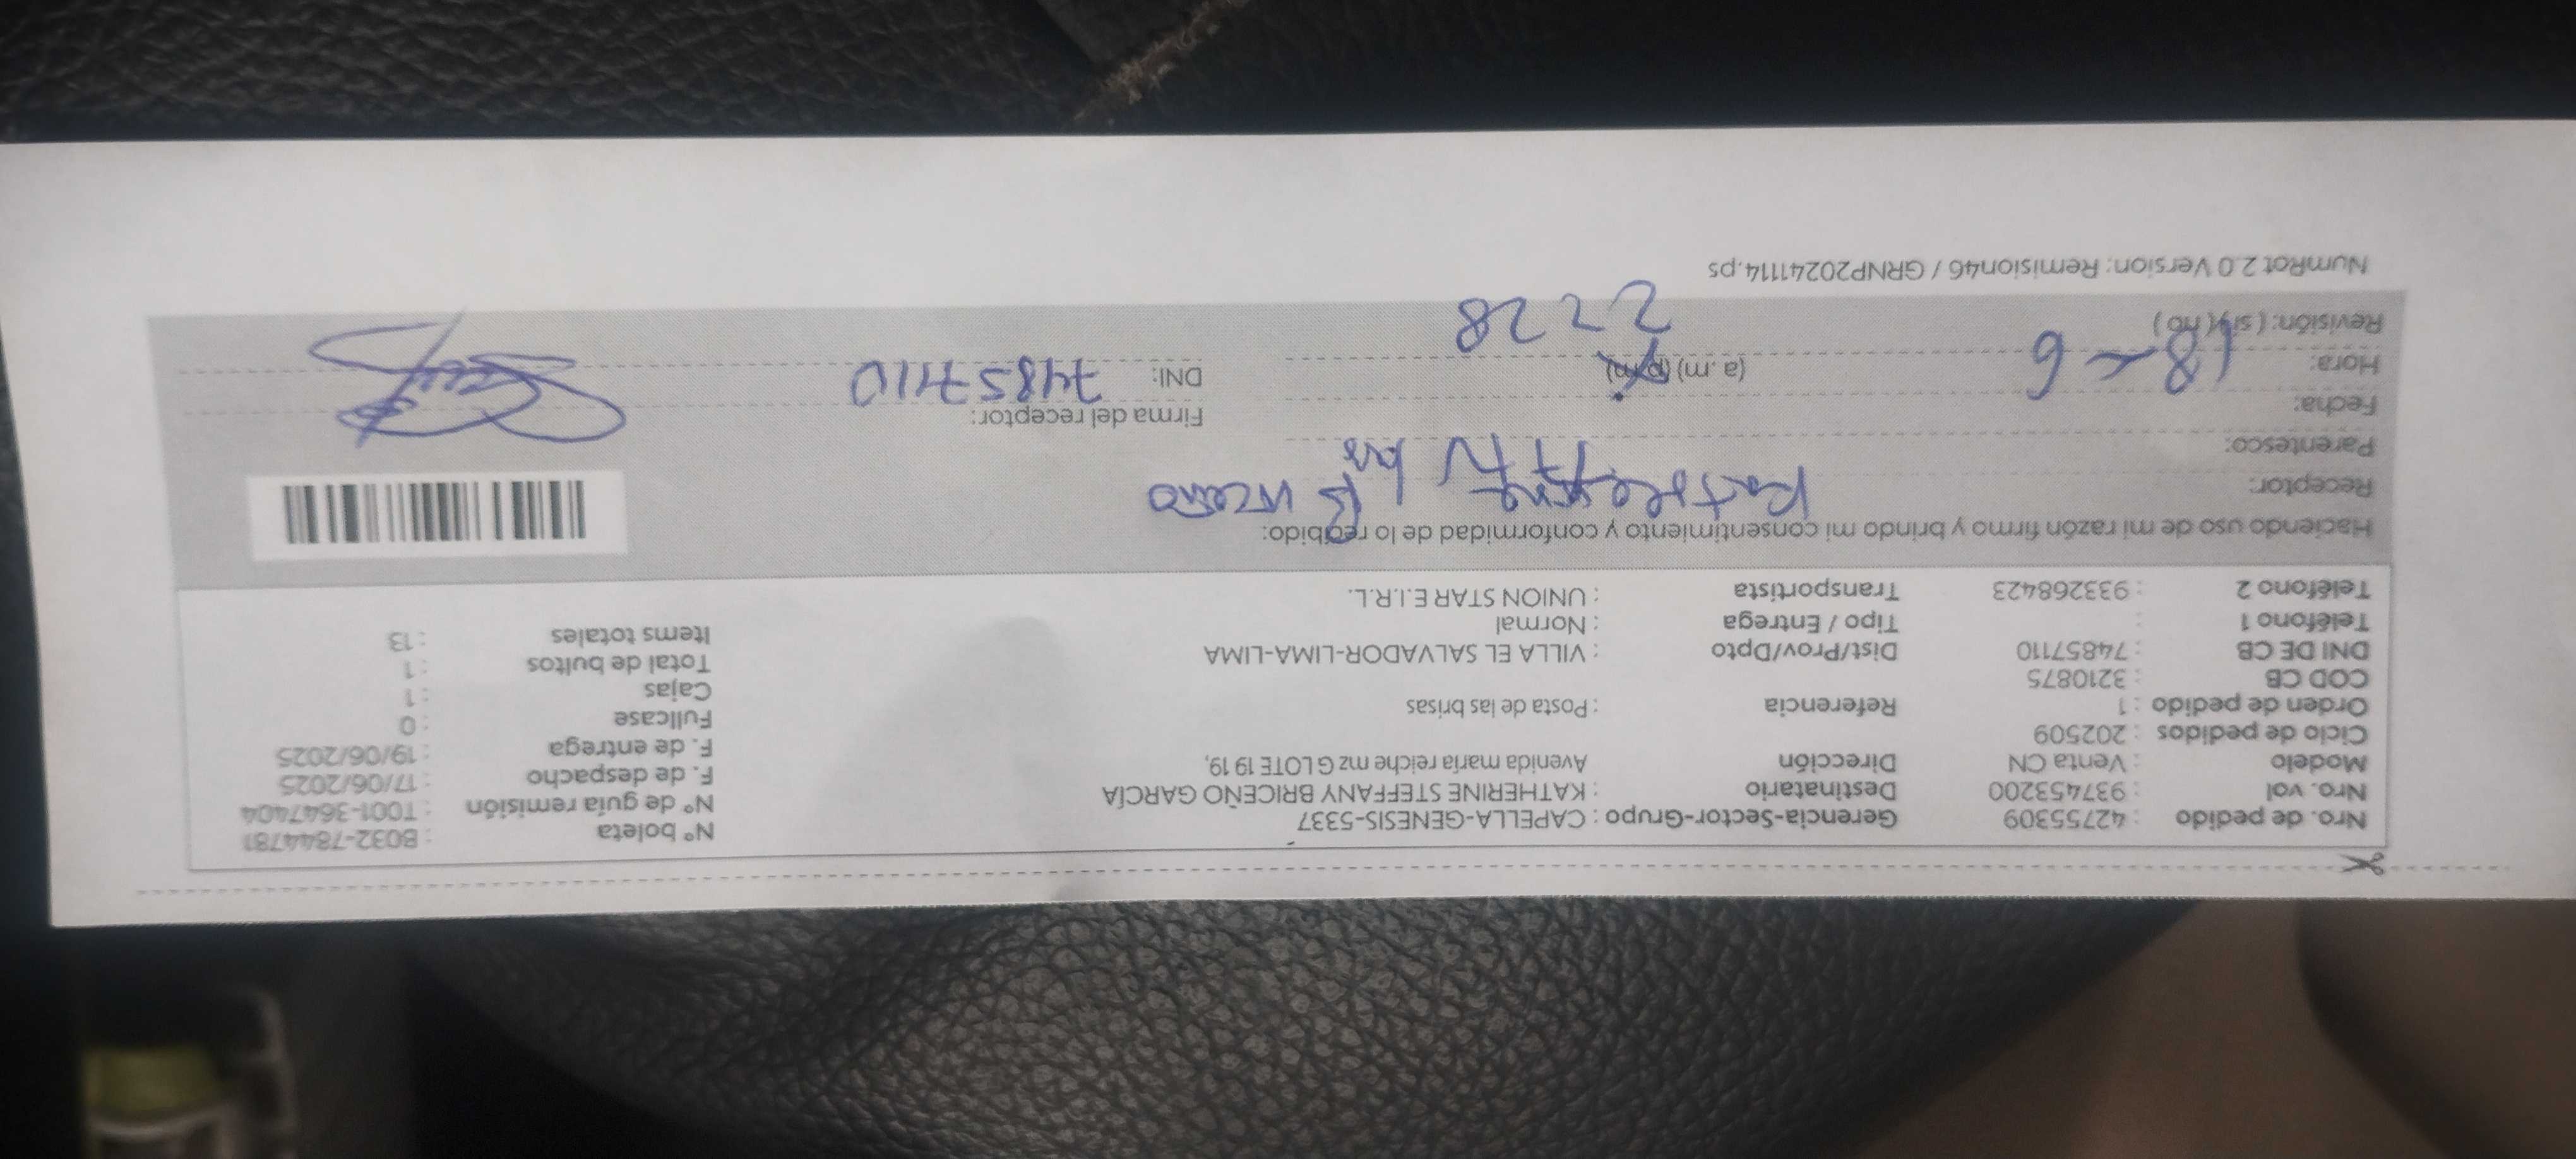 Nro. de pedido : 42755309 Gerencia-Sector-Grupo : CAPELLA-GENESIS-5337 N° boleta : B032-7844781
Nro. vol : 937453200 Destinatario : KATHERINE STEFFANY BRICEÑO GARCÍA N° de guía remisión : T001-3647404
Modelo : Venta CN Dirección Avenida maría reiche mz G LOTE 19 19, F. de despacho : 17/06/2025
Ciclo de pedidos : 202509 F. de entrega : 19/06/2025
Orden de pedido : 1 Referencia : Posta de las brisas Fullcase : 0
COD CB : 3210875 Cajas : 1
DNI DE CB : 74857110 Dist/Prov/Dpto : VILLA EL SALVADOR-LIMA-LIMA Total de bultos : 1
Teléfono 1 : Tipo / Entrega : Normal Items totales : 13
Teléfono 2 : 933268423 Transportista : UNION STAR E.I.R.L.
Haciendo uso de mi razón firmo y brindo mi consentimiento y conformidad de lo recibido:
Receptor: Briceño
Parentesco:
Fecha: 18-6 Firma del receptor:
Hora: (a.m) (p.m) DNI: 74857110
Revisión: ( si ) ( no ) 22 28
NumRot 2.0 Version: Remision46 / GRNP20241114.ps